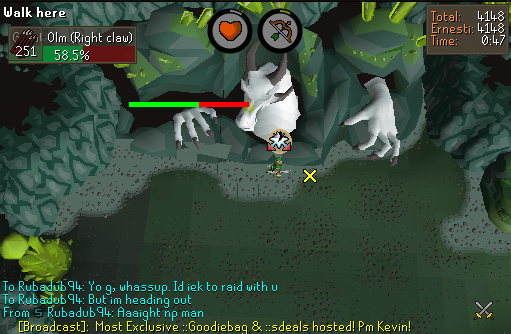 Walk here
Total: 4148
Ernesti: 4148
Time: 0:47
Olm (Right claw)
251
58.5%
To Rubadub94: Yo g, whassup. Id iek to raid with u
To Rubadub94: But im heading out
From S Rubadub94: Aaaight np man
[Broadcast]: Most Exclusive ::Goodiebag & ::sdeals hosted! Pm Kevin!